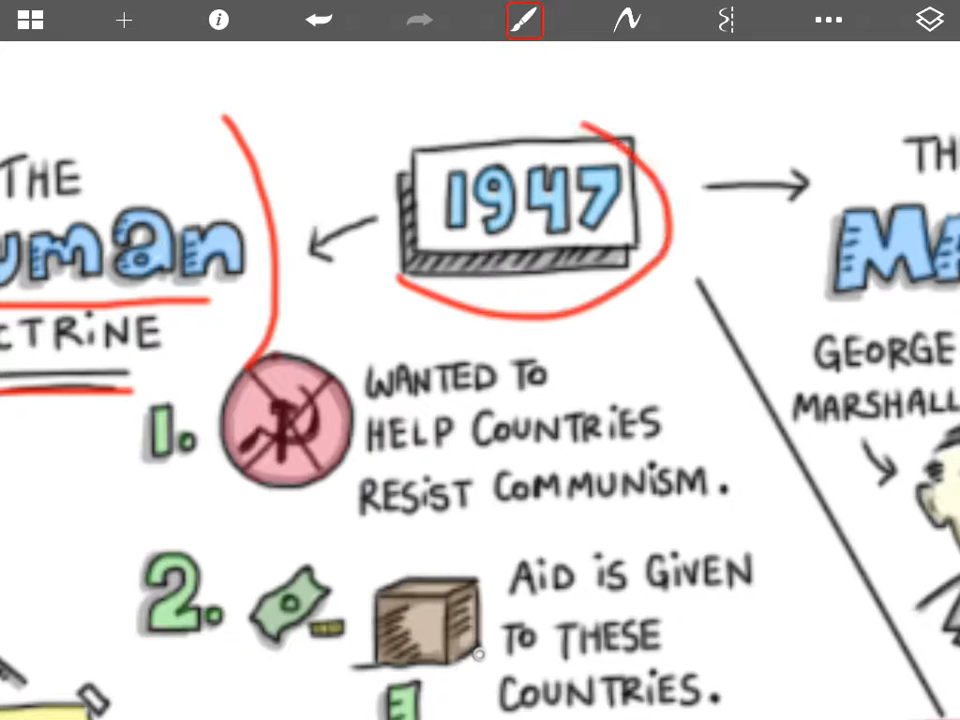 THE
uman
CTRiNE
1947
1. WANTED To
HELP COUNTRiES
RESiST COMMUNiSM.
2. AiD iS GiVEN
To THESE
COUNTRiES.
TH
MA
GEORGE
MARSHALL